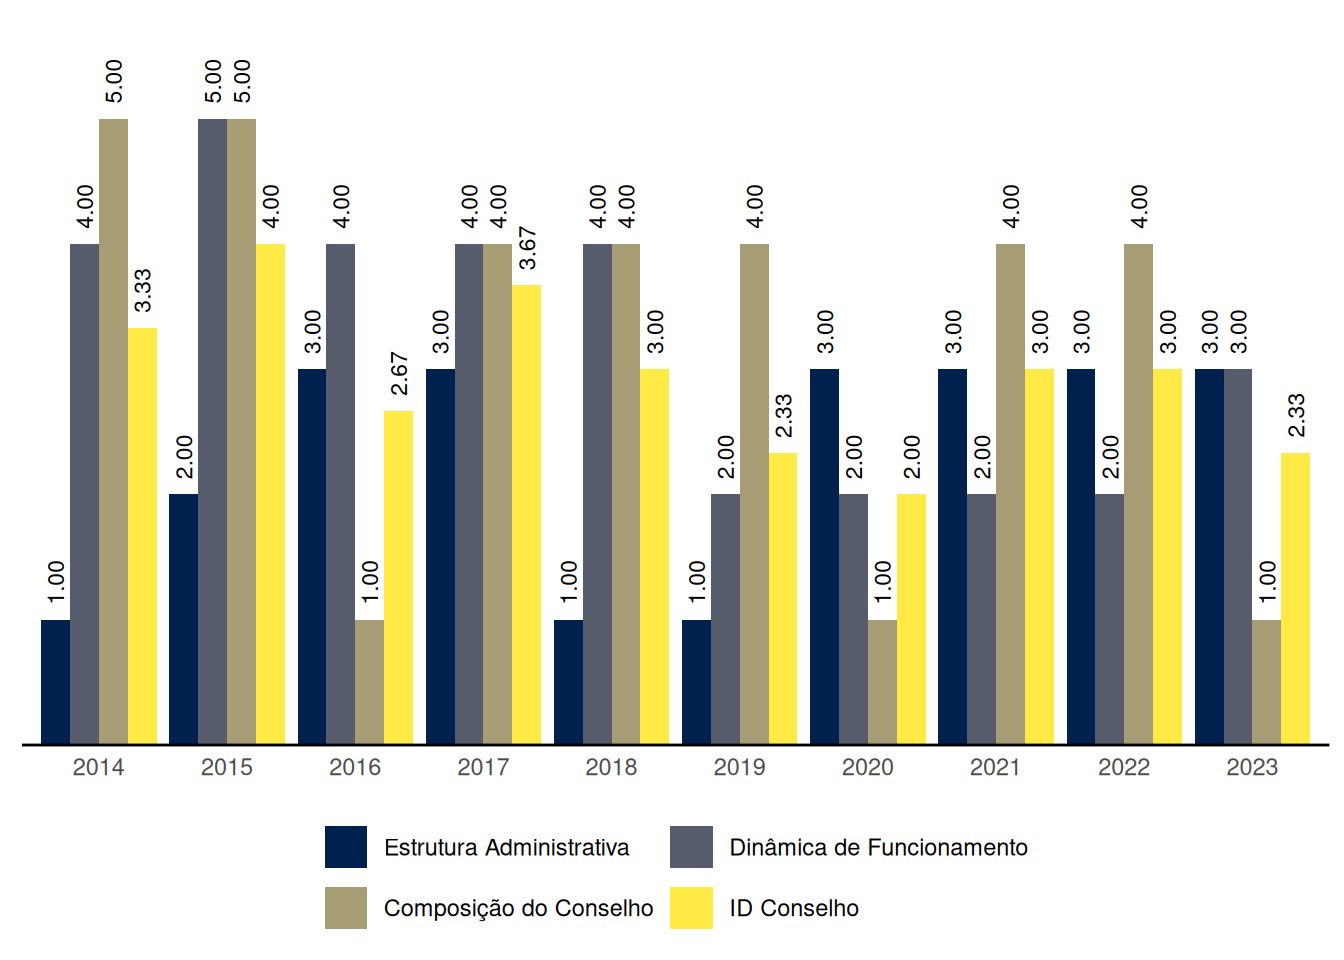 5.00 5.00 5.00
4.00 4.00 4.00 4.00 4.00 4.00 4.00 4.00 4.00 4.00
3.33 3.00 3.00 3.67 3.00 3.00 3.00 3.00 3.00 3.00 3.00 3.00
2.67 2.33 2.33
2.00 2.00 2.00 2.00 2.00 2.00
1.00 1.00 1.00 1.00 1.00 1.00
2014 2015 2016 2017 2018 2019 2020 2021 2022 2023
Estrutura Administrativa Dinâmica de Funcionamento
Composição do Conselho ID Conselho